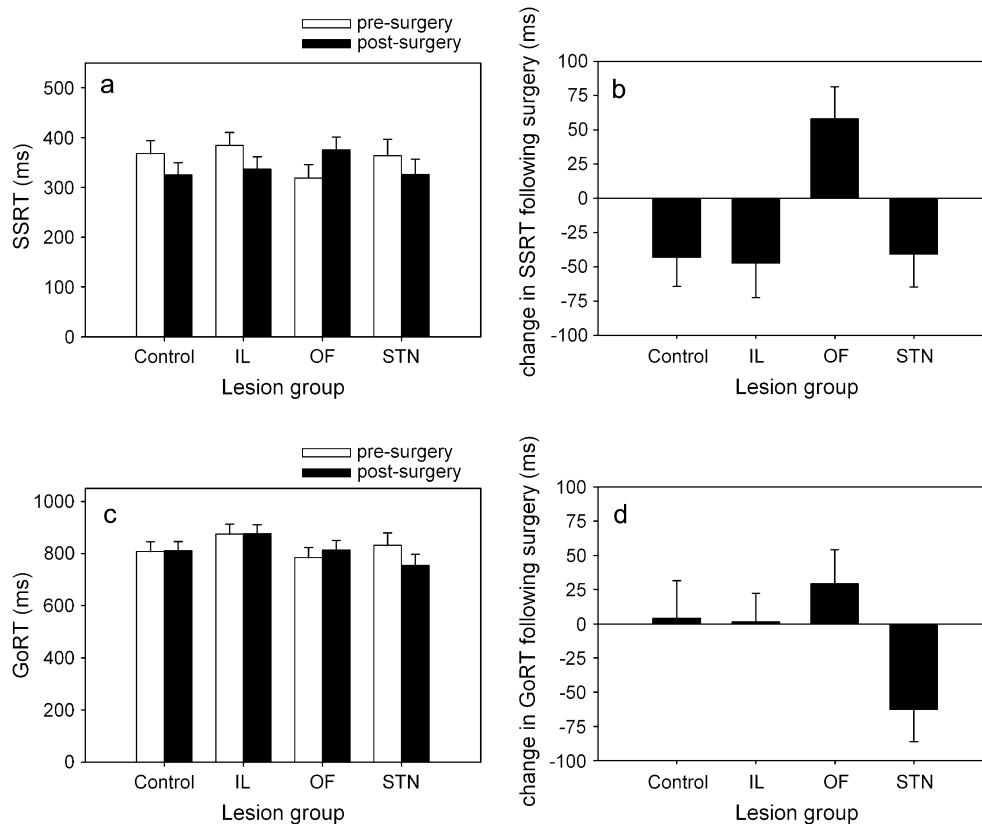 pre-surgery
post-surgery
a
500
400
300
200
100
0
SSRT (ms)
Control IL OF STN
Lesion group
b
100
75
50
25
0
-25
-50
-75
-100
change in SSRT following surgery (ms)
Control IL OF STN
Lesion group
pre-surgery
post-surgery
c
1000
800
600
400
200
0
GoRT (ms)
Control IL OF STN
Lesion group
d
100
75
50
25
0
-25
-50
-75
-100
change in GoRT following surgery (ms)
Control IL OF STN
Lesion group